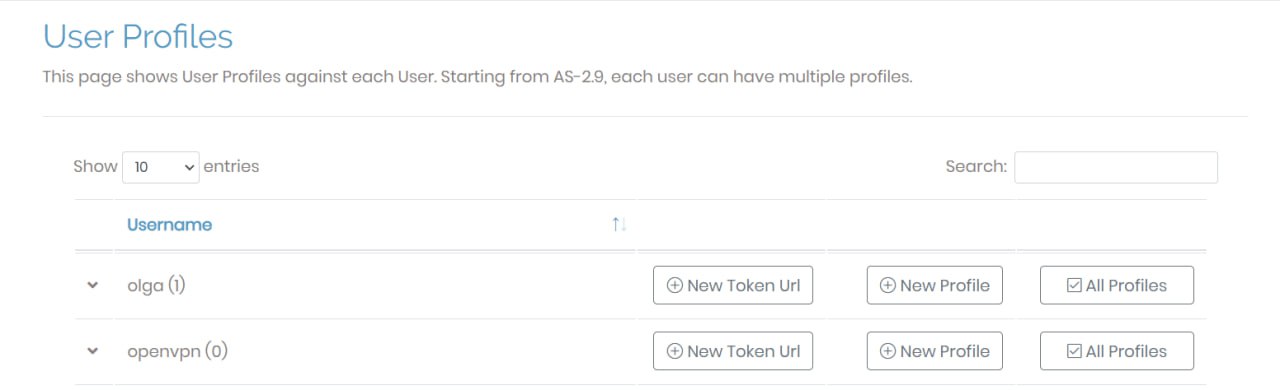 User Profiles
This page shows User Profiles against each User. Starting from AS-2.9, each user can have multiple profiles.
Show 10 entries Search:
Username
olga (1) New Token Url New Profile All Profiles
openvpn (0) New Token Url New Profile All Profiles